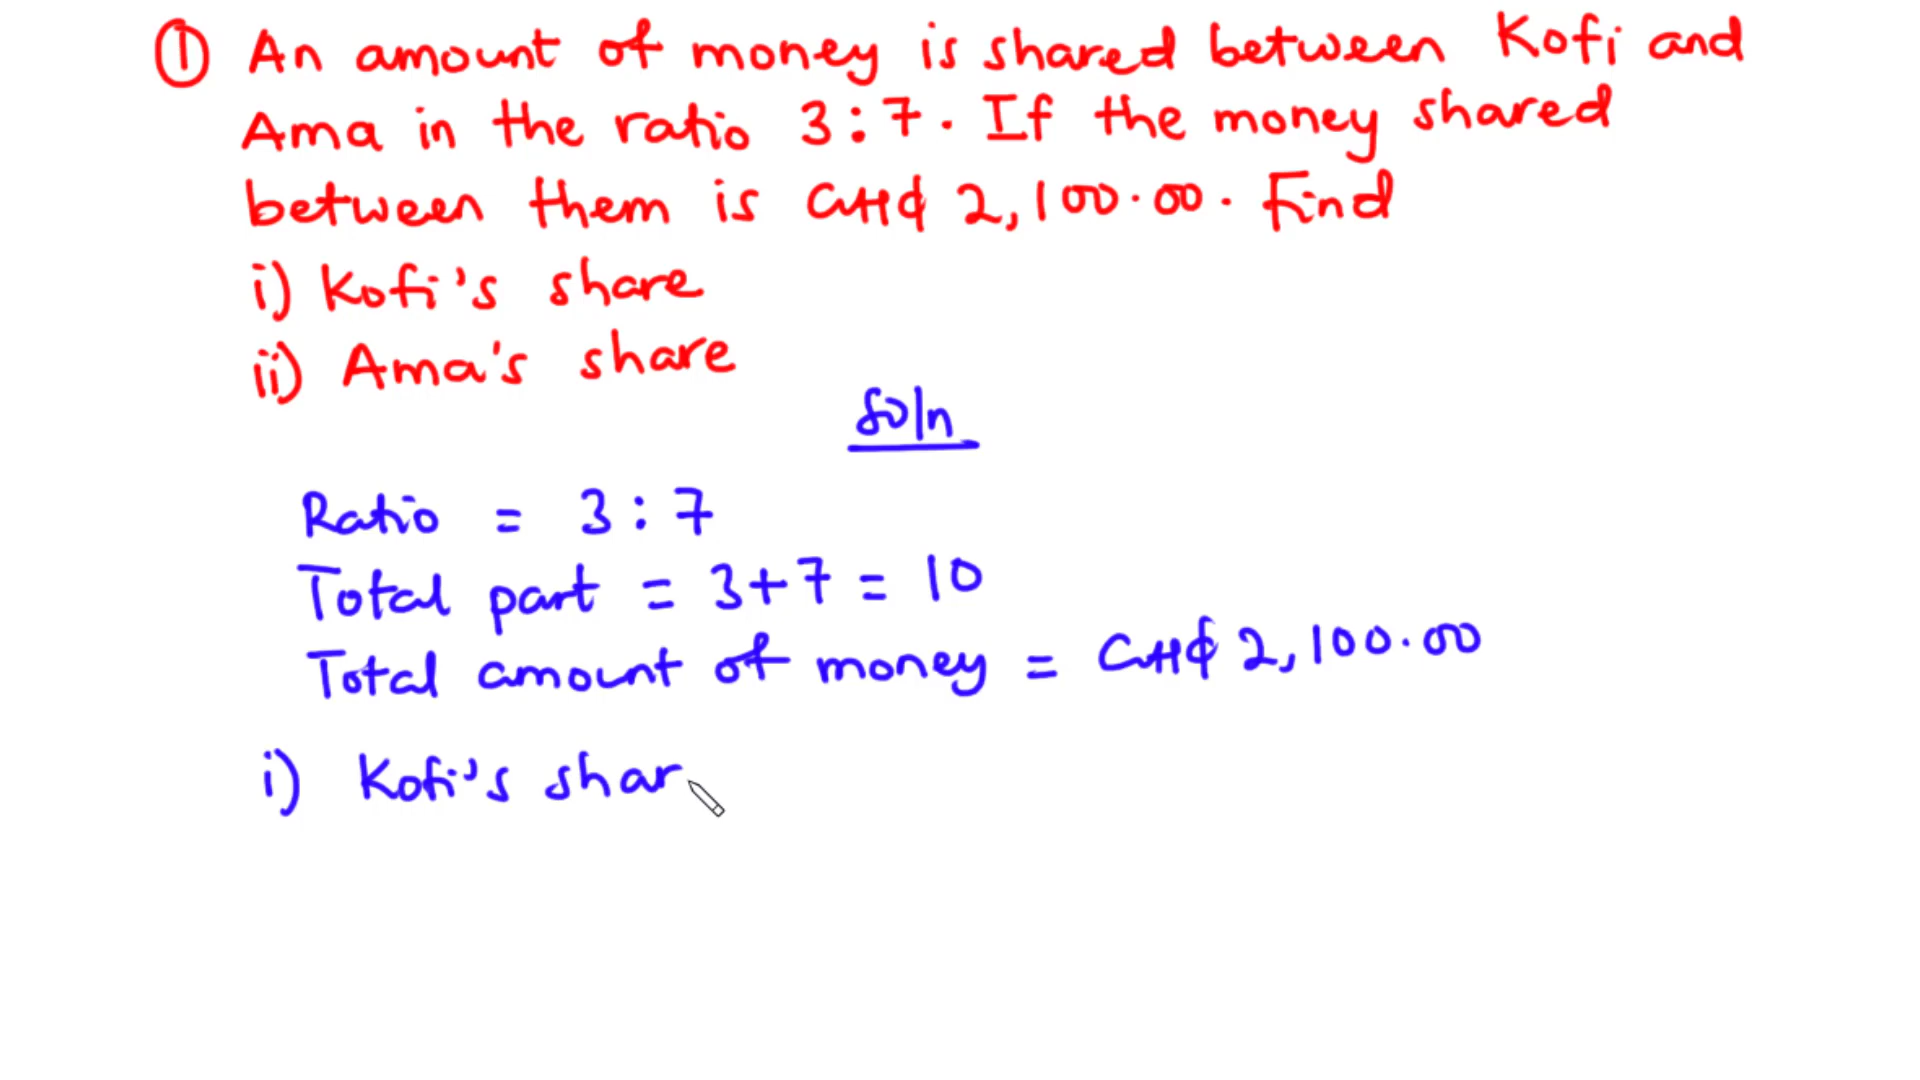 ① An amount of money is shared between Kofi and
Ama in the ratio 3:7. If the money shared
between them is GH₵ 2,100.00. Find
i) Kofi's share
ii) Ama's share
Soln
Ratio = 3:7
Total part = 3+7 = 10
Total amount of money = GH₵ 2,100.00
i) Kofi's shar